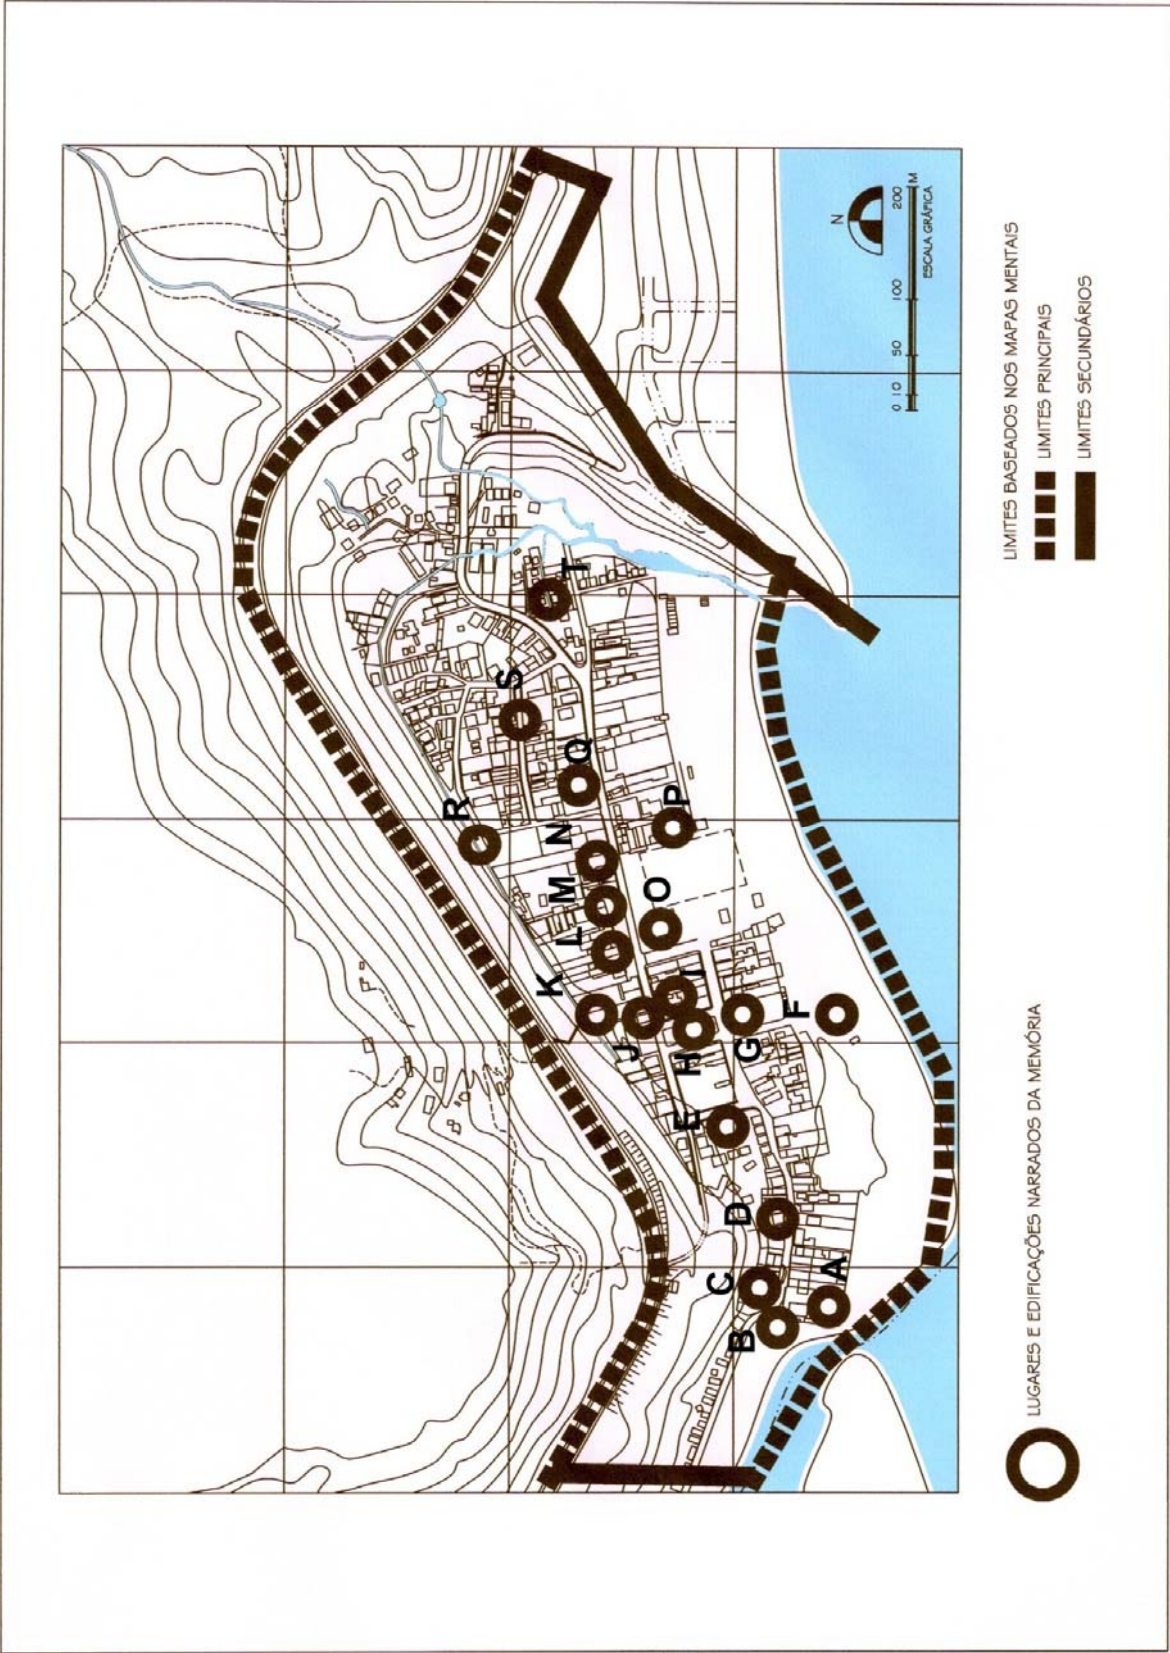 R
S
T
K
L
M
N
Q
J
I
O
P
H
E
G
F
D
C
B
A
N
0 10 50 100 200 M
ESCALA GRÁFICA
LUGARES E EDIFICAÇÕES NARRADOS DA MEMÓRIA
LIMITES BASEADOS NOS MAPAS MENTAIS
LIMITES PRINCIPAIS
LIMITES SECUNDÁRIOS